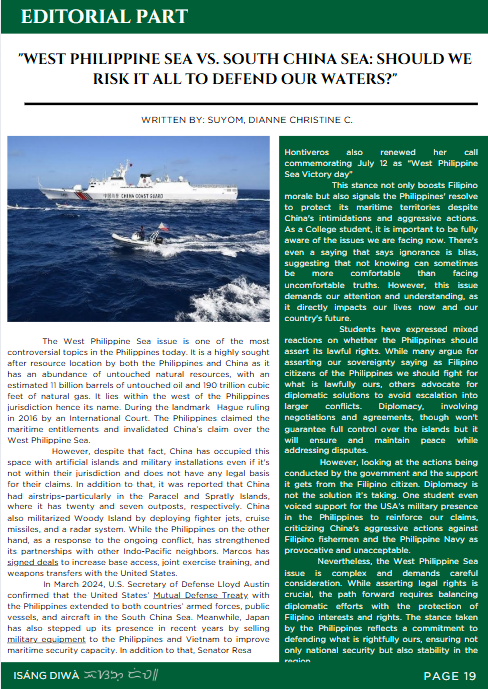 EDITORIAL PART
"WEST PHILIPPINE SEA VS. SOUTH CHINA SEA: SHOULD WE
RISK IT ALL TO DEFEND OUR WATERS?"
WRITTEN BY: SUYOM, DIANNE CHRISTINE C.
CHINA COAST GUARD
The West Philippine Sea issue is one of the most
controversial topics in the Philippines today. It is a highly sought
after resource location by both the Philippines and China as it
has an abundance of untouched natural resources, with an
estimated 11 billion barrels of untouched oil and 190 trillion cubic
feet of natural gas. It lies within the west of the Philippines
jurisdiction hence its name. During the landmark Hague ruling
in 2016 by an International Court. The Philippines claimed the
maritime entitlements and invalidated China's claim over the
West Philippine Sea.
However, despite that fact, China has occupied this
space with artificial islands and military installations even if it's
not within their jurisdiction and does not have any legal basis
for their claims. In addition to that, it was reported that China
had airstrips–particularly in the Paracel and Spratly Islands,
where it has twenty and seven outposts, respectively. China
also militarized Woody Island by deploying fighter jets, cruise
missiles, and a radar system. While the Philippines on the other
hand, as a response to the ongoing conflict, has strengthened
its partnerships with other Indo-Pacific neighbors. Marcos has
signed deals to increase base access, joint exercise training, and
weapons transfers with the United States.
In March 2024, U.S. Secretary of Defense Lloyd Austin
confirmed that the United States' Mutual Defense Treaty with
the Philippines extended to both countries' armed forces, public
vessels, and aircraft in the South China Sea. Meanwhile, Japan
has also stepped up its presence in recent years by selling
military equipment to the Philippines and Vietnam to improve
maritime security capacity. In addition to that, Senator Resa
Hontiveros also renewed her call
commemorating July 12 as "West Philippine
Sea Victory day"
This stance not only boosts Filipino
morale but also signals the Philippines' resolve
to protect its maritime territories despite
China's intimidations and aggressive actions.
As a College student, it is important to be fully
aware of the issues we are facing now. There's
even a saying that says ignorance is bliss,
suggesting that not knowing can sometimes
be more comfortable than facing
uncomfortable truths. However, this issue
demands our attention and understanding, as
it directly impacts our lives now and our
country's future.
Students have expressed mixed
reactions on whether the Philippines should
assert its lawful rights. While many argue for
asserting our sovereignty saying as Filipino
citizens of the Philippines we should fight for
what is lawfully ours, others advocate for
diplomatic solutions to avoid escalation into
larger conflicts. Diplomacy, involving
negotiations and agreements, though won't
guarantee full control over the islands but it
will ensure and maintain peace while
addressing disputes.
However, looking at the actions being
conducted by the government and the support
it gets from the Filipino citizen. Diplomacy is
not the solution it's taking. One student even
voiced support for the USA's military presence
in the Philippines to reinforce our claims,
criticizing China's aggressive actions against
Filipino fishermen and the Philippine Navy as
provocative and unacceptable.
Nevertheless, the West Philippine Sea
issue is complex and demands careful
consideration. While asserting legal rights is
crucial, the path forward requires balancing
diplomatic efforts with the protection of
Filipino interests and rights. The stance taken
by the Philippines reflects a commitment to
defending what is rightfully ours, ensuring not
only national security but also stability in the
region
ISÁNG DIWÀ
PAGE 19